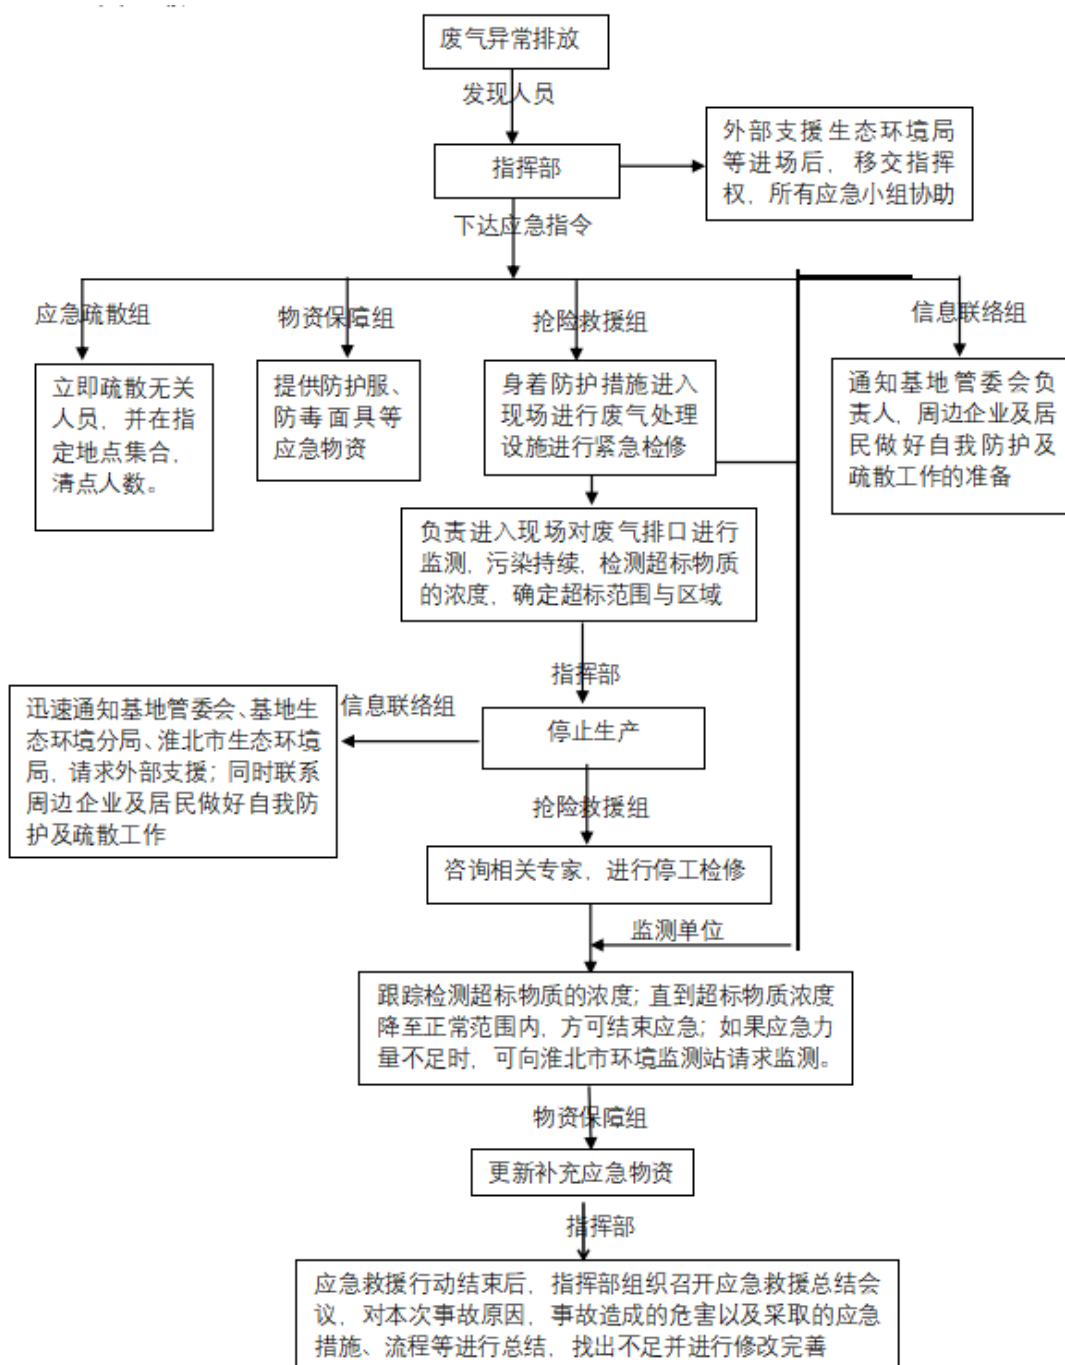 废气异常排放
发现人员
指挥部
外部支援生态环境局
等进场后，移交指挥
权，所有应急小组协助
下达应急指令
应急疏散组
物资保障组
抢险救援组
信息联络组
立即疏散无关
人员，并在指
定地点集合，
清点人数。
提供防护服、
防毒面具等
应急物资
身着防护措施进入
现场进行废气处理
设施进行紧急检修
通知基地管委会负
责人，周边企业及居
民做好自我防护及
疏散工作的准备
负责进入现场对废气排口进行
监测，污染持续，检测超标物质
的浓度，确定超标范围与区域
指挥部
停止生产
信息联络组
迅速通知基地管委会、基地生
态环境分局、淮北市生态环境
局，请求外部支援；同时联系
周边企业及居民做好自我防
护及疏散工作
抢险救援组
咨询相关专家，进行停工检修
监测单位
跟踪检测超标物质的浓度；直到超标物质浓度
降至正常范围内，方可结束应急；如果应急力
量不足时，可向淮北市环境监测站请求监测。
物资保障组
更新补充应急物资
指挥部
应急救援行动结束后，指挥部组织召开应急救援总结会
议，对本次事故原因，事故造成的危害以及采取的应急
措施、流程等进行总结，找出不足并进行修改完善